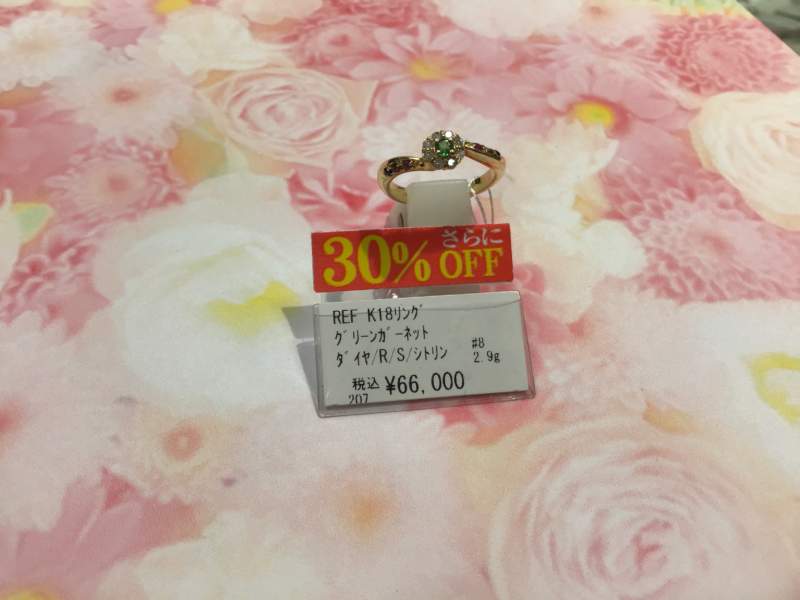 30% さらに OFF
REF K18ﾘﾝｸﾞ
ｸﾞﾘｰﾝｶﾞｰﾈｯﾄ
ﾀﾞｲﾔ/R/S/ｼﾄﾘﾝ #8
2.9g
税込 ¥66,000
207